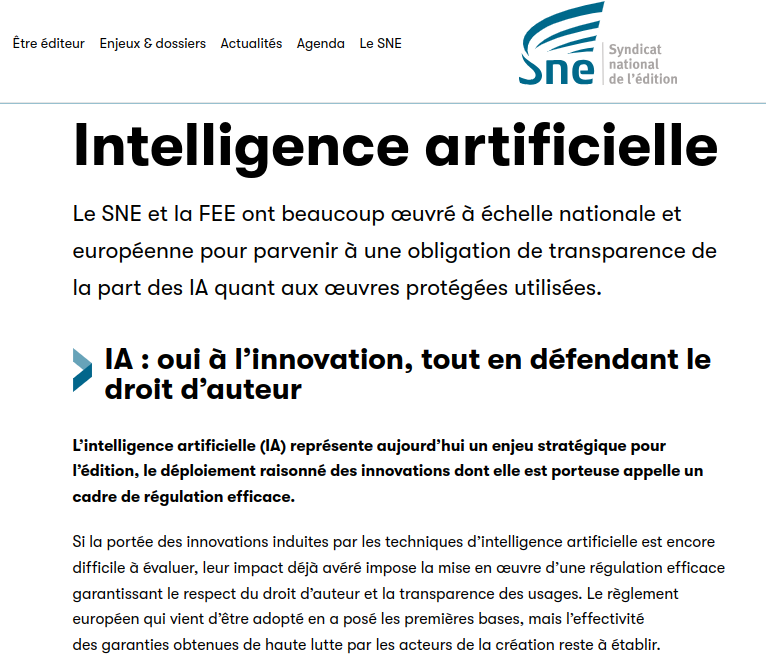 Être éditeur Enjeux & dossiers Actualités Agenda Le SNE
Sne
Syndicat
national
de l'édition
Intelligence artificielle
Le SNE et la FEE ont beaucoup œuvré à échelle nationale et
européenne pour parvenir à une obligation de transparence de
la part des IA quant aux œuvres protégées utilisées.
IA : oui à l’innovation, tout en défendant le
droit d’auteur
L’intelligence artificielle (IA) représente aujourd’hui un enjeu stratégique pour
l’édition, le déploiement raisonné des innovations dont elle est porteuse appelle un
cadre de régulation efficace.
Si la portée des innovations induites par les techniques d’intelligence artificielle est encore
difficile à évaluer, leur impact déjà avéré impose la mise en œuvre d’une régulation efficace
garantissant le respect du droit d’auteur et la transparence des usages. Le règlement
européen qui vient d’être adopté en a posé les premières bases, mais l’effectivité
des garanties obtenues de haute lutte par les acteurs de la création reste à établir.